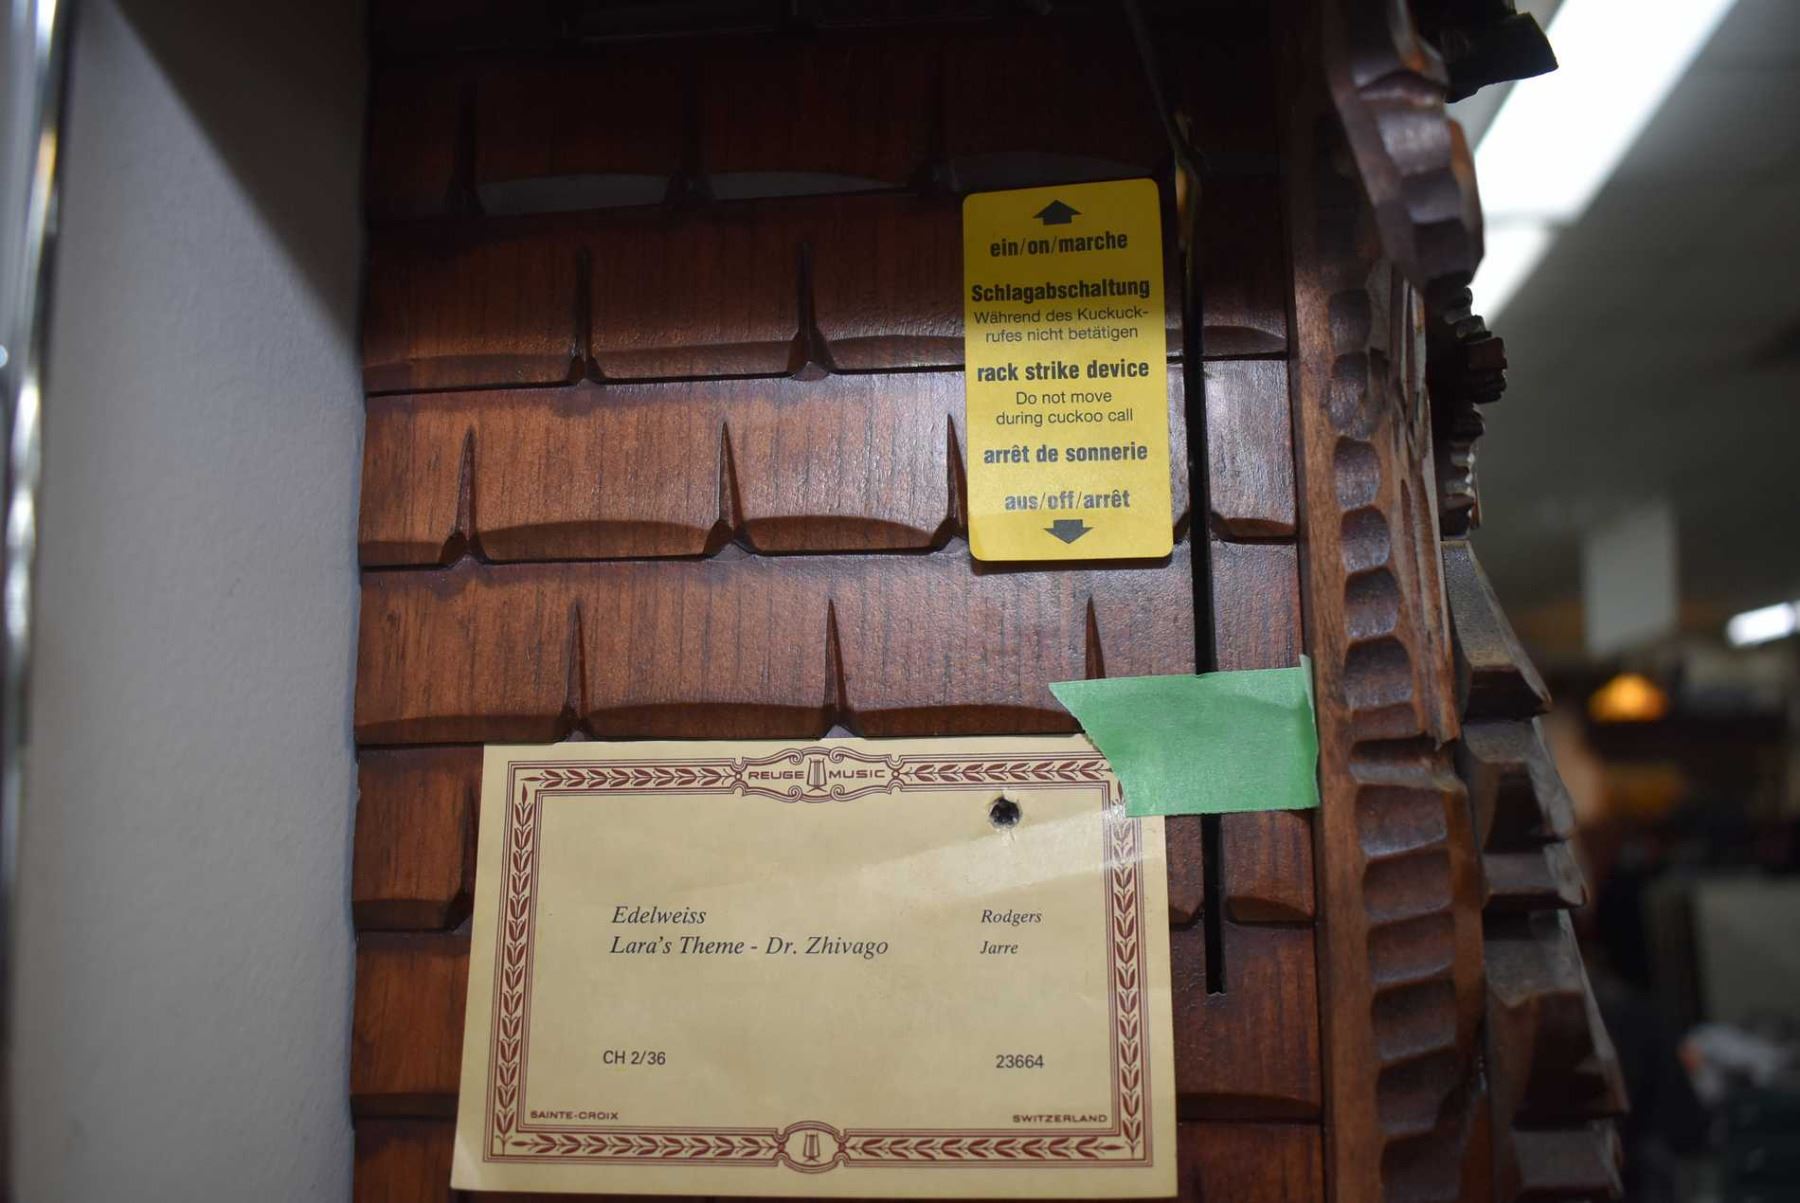 ein/on/marche
Schlagabschaltung
Während des Kuckuck-
rufes nicht betätigen
rack strike device
Do not move
during cuckoo call
arrêt de sonnerie
aus/off/arrêt
REUGE MUSIC
Edelweiss Rodgers
Lara's Theme - Dr. Zhivago Jarre
CH 2/36 23664
SAINTE-CROIX SWITZERLAND